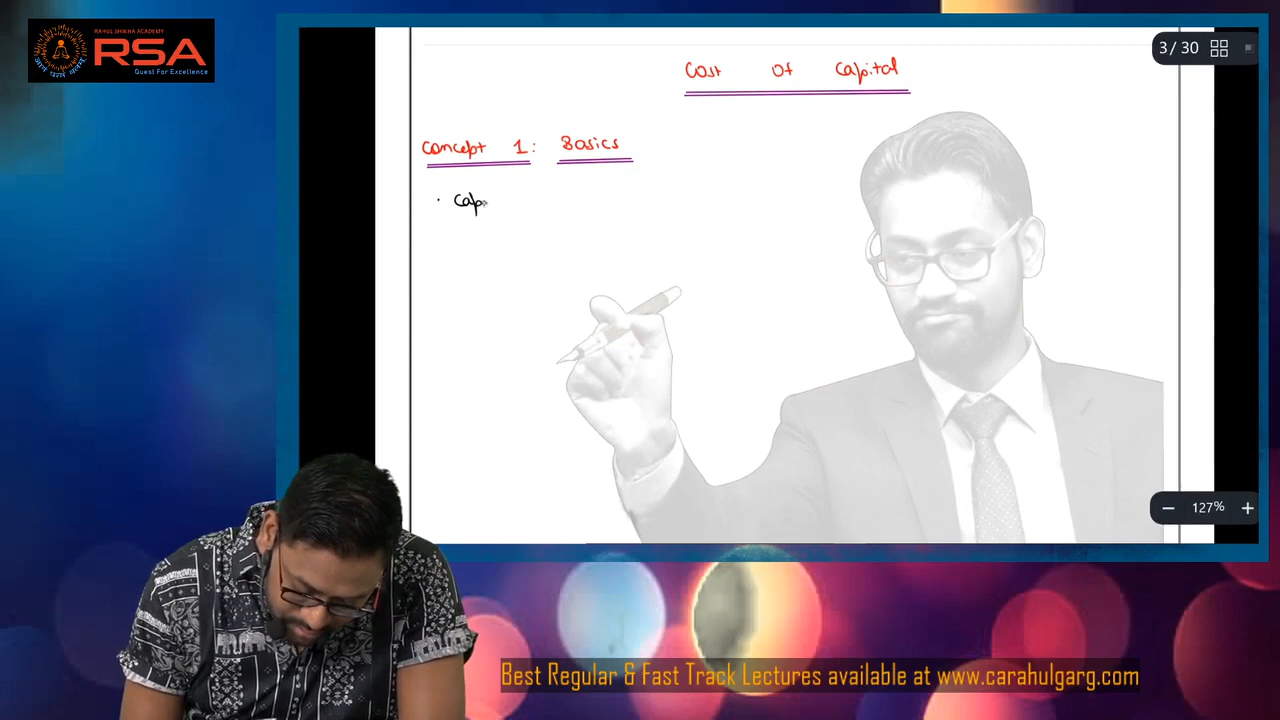 RAHUL SHIKHA ACADEMY
RSA
Quest For Excellence
3 / 30
Cost Of Capital
Concept 1: Basics
· Cap
127%
Best Regular & Fast Track Lectures available at www.carahulgarg.com